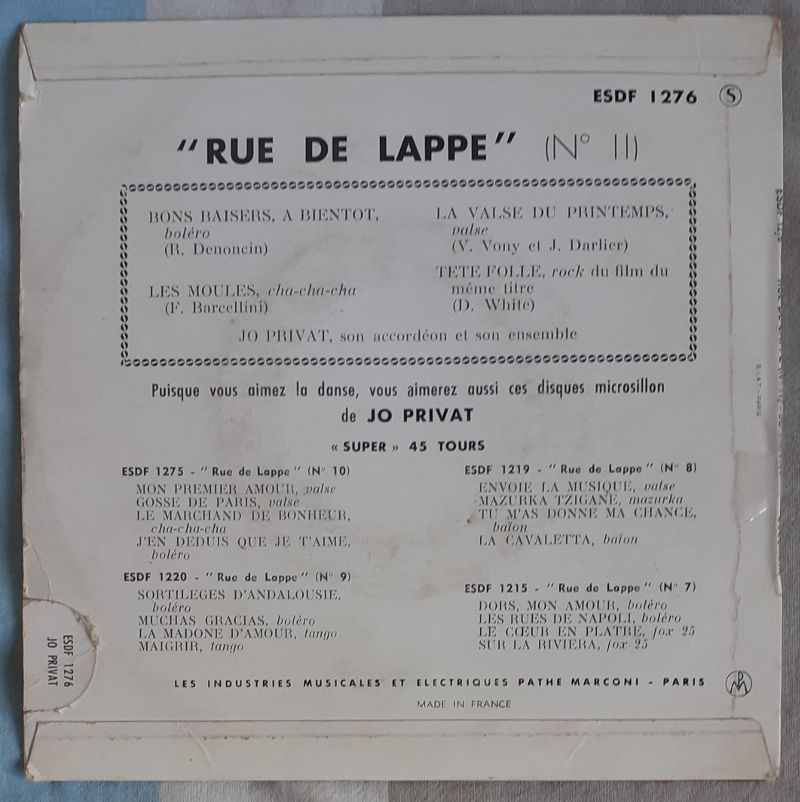 ESDF 1276 S
"RUE DE LAPPE" (N° 11)
BONS BAISERS, A BIENTOT,
boléro
(R. Denoncin)
LES MOULES, cha-cha-cha
(F. Barcellini)
LA VALSE DU PRINTEMPS,
valse
(V. Vony et J. Darlier)
TETE FOLLE, rock du film du
même titre
(D. White)
JO PRIVAT, son accordéon et son ensemble
Puisque vous aimez la danse, vous aimerez aussi ces disques microsillon
de JO PRIVAT
« SUPER » 45 TOURS
ESDF 1275 - "Rue de Lappe" (N° 10)
MON PREMIER AMOUR, valse
GOSSE DE PARIS, valse
LE MARCHAND DE BONHEUR,
cha-cha-cha
J'EN DEDUIS QUE JE T'AIME,
boléro
ESDF 1220 - "Rue de Lappe" (N° 9)
SORTILEGES D'ANDALOUSIE,
boléro
MUCHAS GRACIAS, boléro
LA MADONE D'AMOUR, tango
MAIGRIR, tango
ESDF 1219 - "Rue de Lappe" (N° 8)
ENVOIE LA MUSIQUE, valse
MAZURKA TZIGANE, mazurka
TU M'AS DONNE MA CHANCE,
baïon
LA CAVALETTA, baïon
ESDF 1215 - "Rue de Lappe" (N° 7)
DORS, MON AMOUR, boléro
LES RUES DE NAPOLI, boléro
LE CŒUR EN PLATRE, fox 25
SUR LA RIVIERA, fox 25
ESDF 1276
JO PRIVAT
LES INDUSTRIES MUSICALES ET ELECTRIQUES PATHE MARCONI - PARIS
MADE IN FRANCE